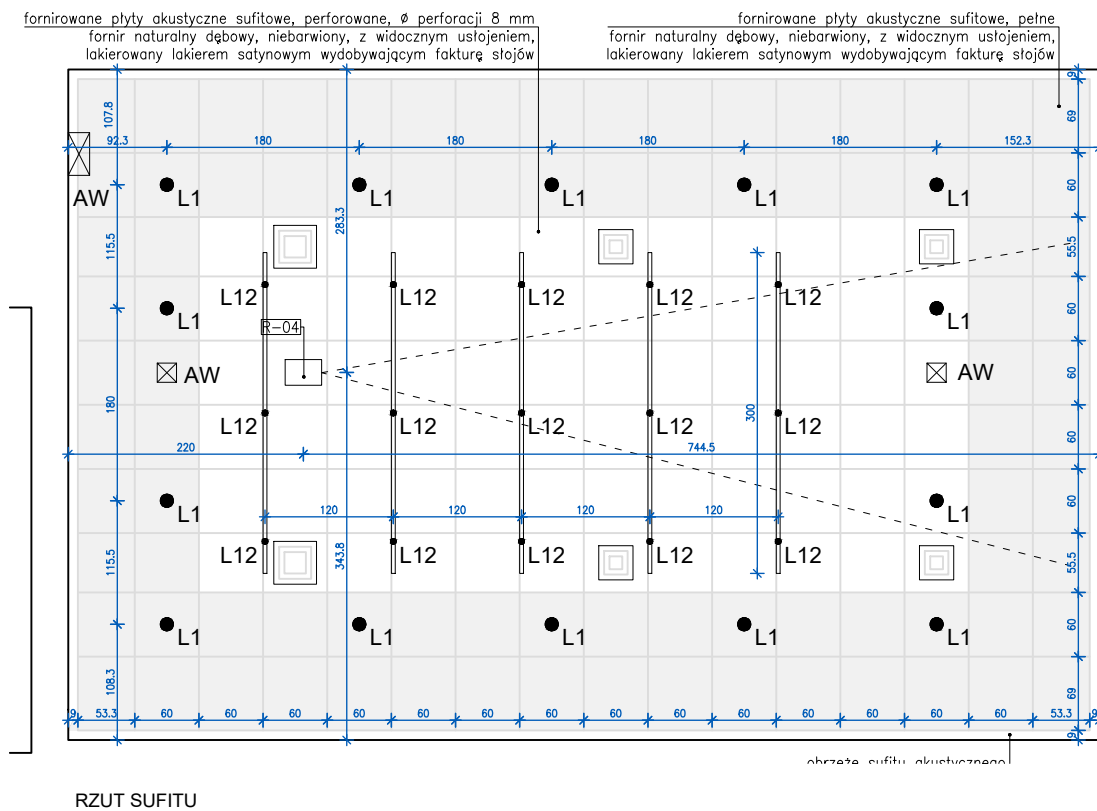 fornirowane płyty akustyczne sufitowe, perforowane, ø perforacji 8 mm
fornir naturalny dębowy, niebarwiony, z widocznym usłojeniem,
lakierowany lakierem satynowym wydobywającym fakturę słojów
fornirowane płyty akustyczne sufitowe, pełne
fornir naturalny dębowy, niebarwiony, z widocznym usłojeniem,
lakierowany lakierem satynowym wydobywającym fakturę słojów
9
107.8
69
92.3 180 180 180 180 152.3
AW L1 L1 L1 L1 L1
60
115.5
283.3
55.5
L12 L12 L12 L12 L12
60
L1 L1
R-04
AW AW
60
180
300
L12 L12 L12 L12 L12
60
220 744.5
L1 L1
60
120 120 120 120
115.5
343.8
55.5
L12 L12 L12 L12 L12
60
L1 L1 L1 L1 L1
108.3
69
9 53.3 60 60 60 60 60 60 60 60 60 60 60 60 60 60 53.3 9
9
obrzeże sufitu akustycznego
RZUT SUFITU